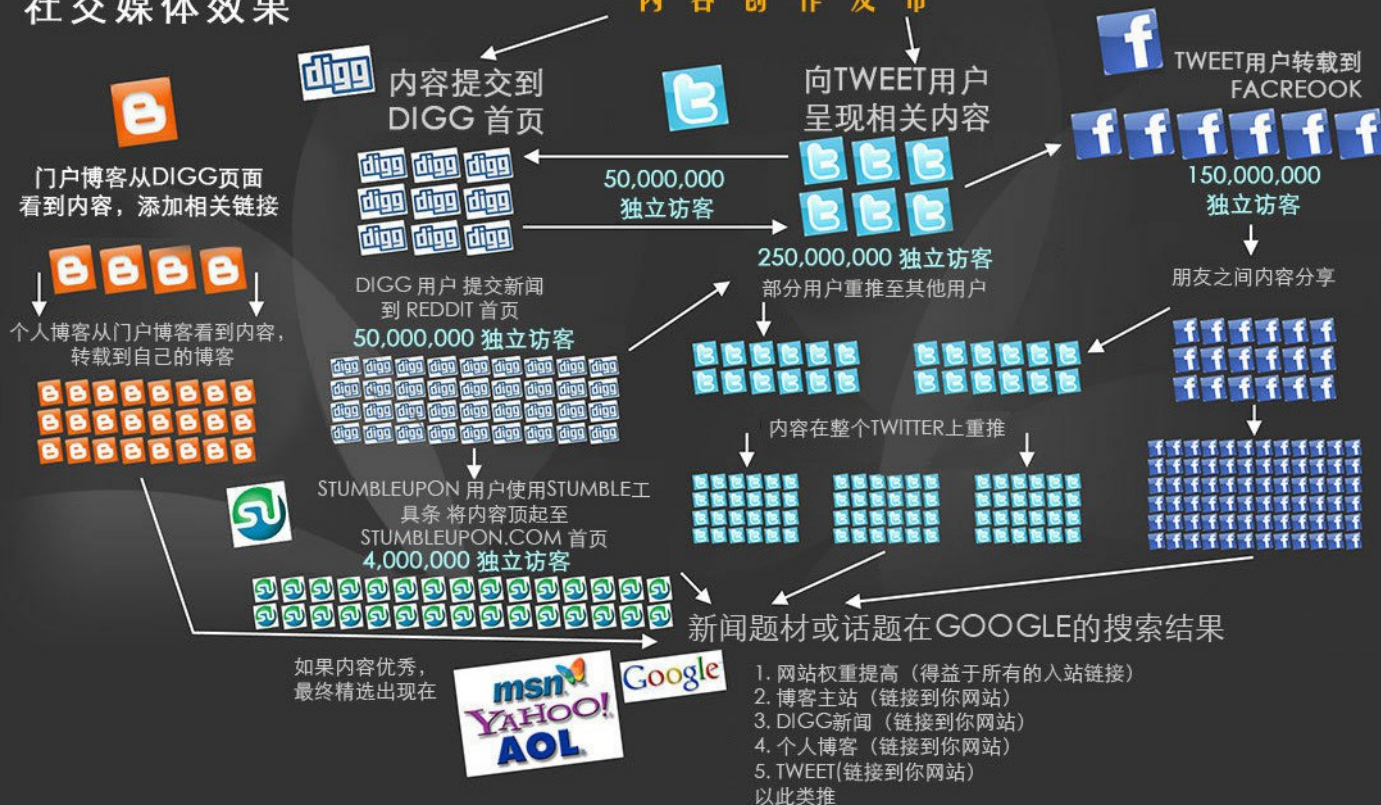 社交媒体效果
内容创作发布
digg
内容提交到
DIGG 首页
向TWEET用户
呈现相关内容
TWEET用户转载到
FACREOOK
门户博客从DIGG页面
看到内容，添加相关链接
50,000,000
独立访客
150,000,000
独立访客
250,000,000 独立访客
部分用户重推至其他用户
朋友之间内容分享
DIGG 用户 提交新闻
到 REDDIT 首页
50,000,000 独立访客
个人博客从门户博客看到内容，
转载到自己的博客
内容在整个TWITTER上重推
STUMBLEUPON 用户使用STUMBLE工
具条 将内容顶起至
STUMBLEUPON.COM 首页
4,000,000 独立访客
新闻题材或话题在GOOGLE的搜索结果
如果内容优秀，
最终精选出现在
msn
YAHOO!
AOL
Google
1. 网站权重提高（得益于所有的入站链接）
2. 博客主站（链接到你网站）
3. DIGG新闻（链接到你网站）
4. 个人博客（链接到你网站）
5. TWEET(链接到你网站）
以此类推